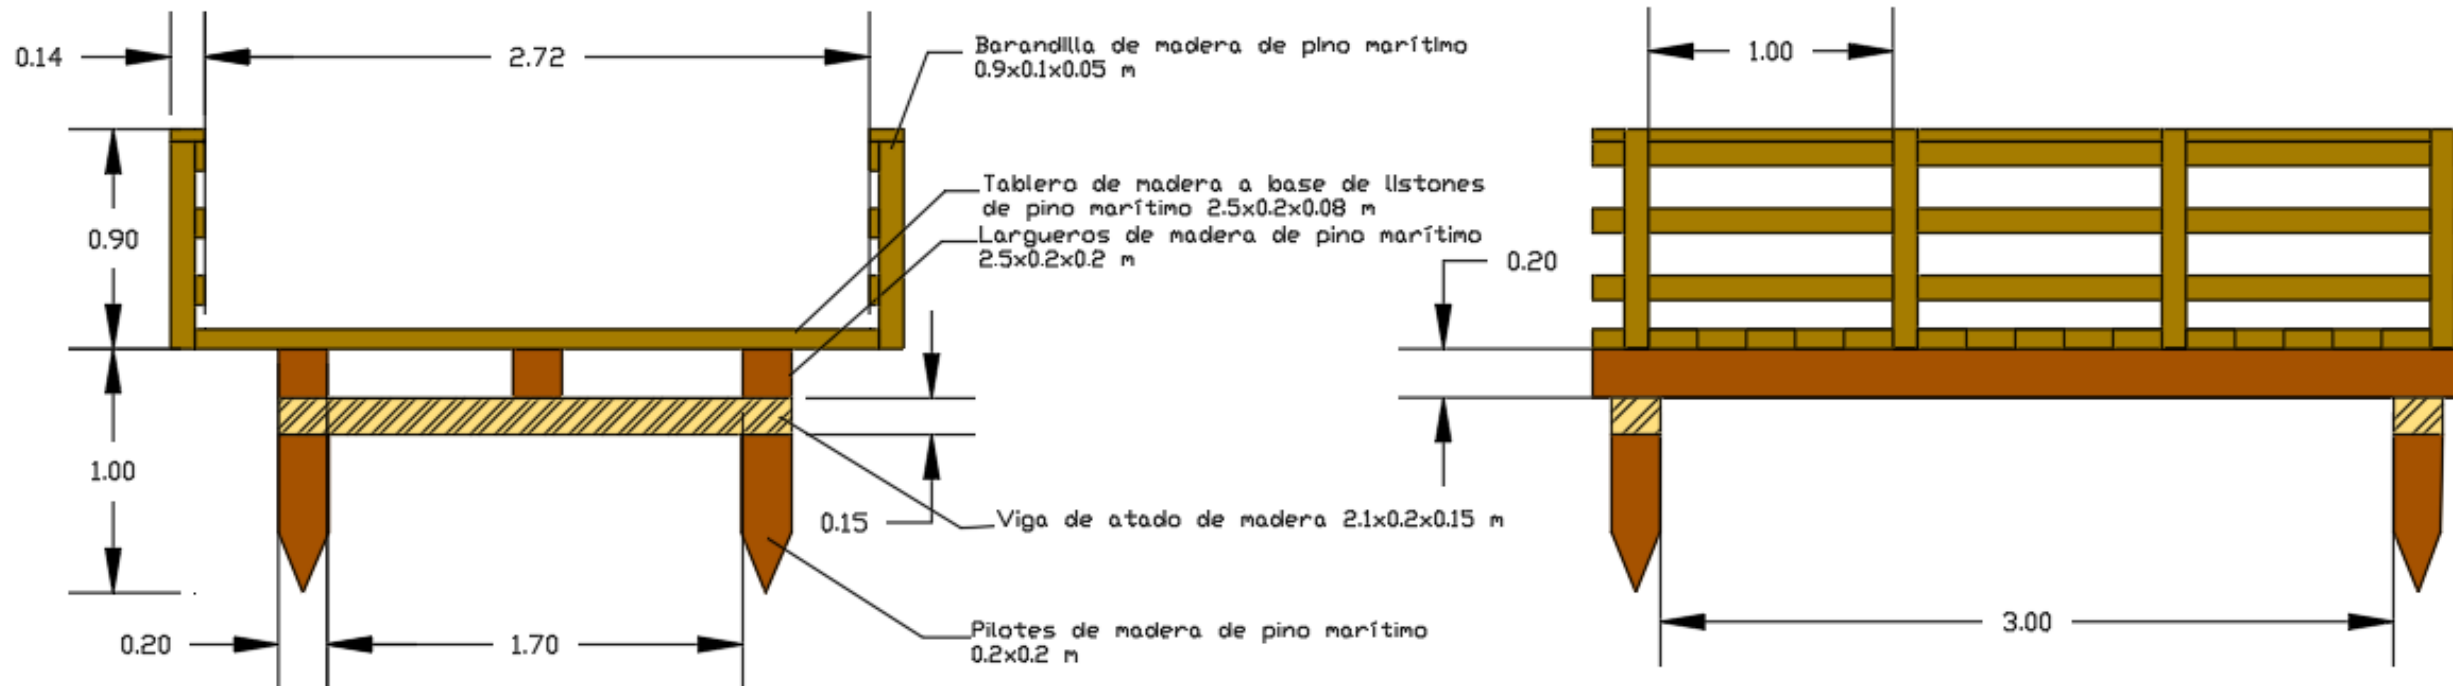 0.14
2.72
Barandilla de madera de pino marítimo
0.9x0.1x0.05 m
1.00
0.90
Tablero de madera a base de listones
de pino marítimo 2.5x0.2x0.08 m
Largueros de madera de pino marítimo
2.5x0.2x0.2 m
0.20
1.00
0.15
Viga de atado de madera 2.1x0.2x0.15 m
0.20
1.70
Pilotes de madera de pino marítimo
0.2x0.2 m
3.00